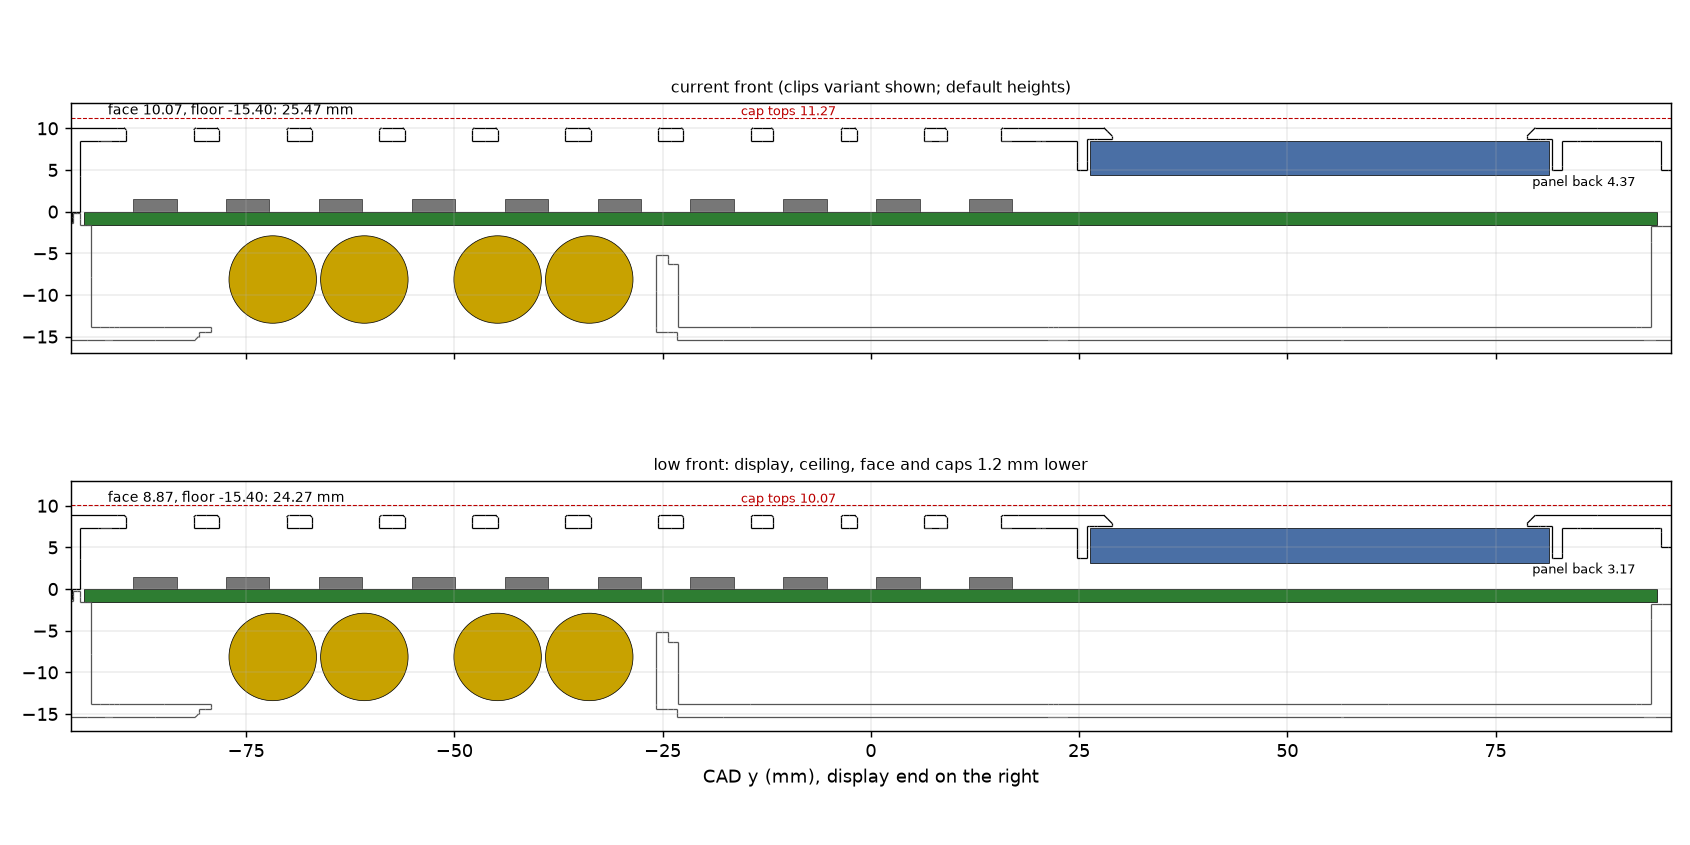 current front (clips variant shown; default heights)
face 10.07, floor -15.40: 25.47 mm
cap tops 11.27
10
5
panel back 4.37
0
−5
−10
−15
low front: display, ceiling, face and caps 1.2 mm lower
face 8.87, floor -15.40: 24.27 mm
cap tops 10.07
10
5
panel back 3.17
0
−5
−10
−15
−75 −50 −25 0 25 50 75
CAD y (mm), display end on the right